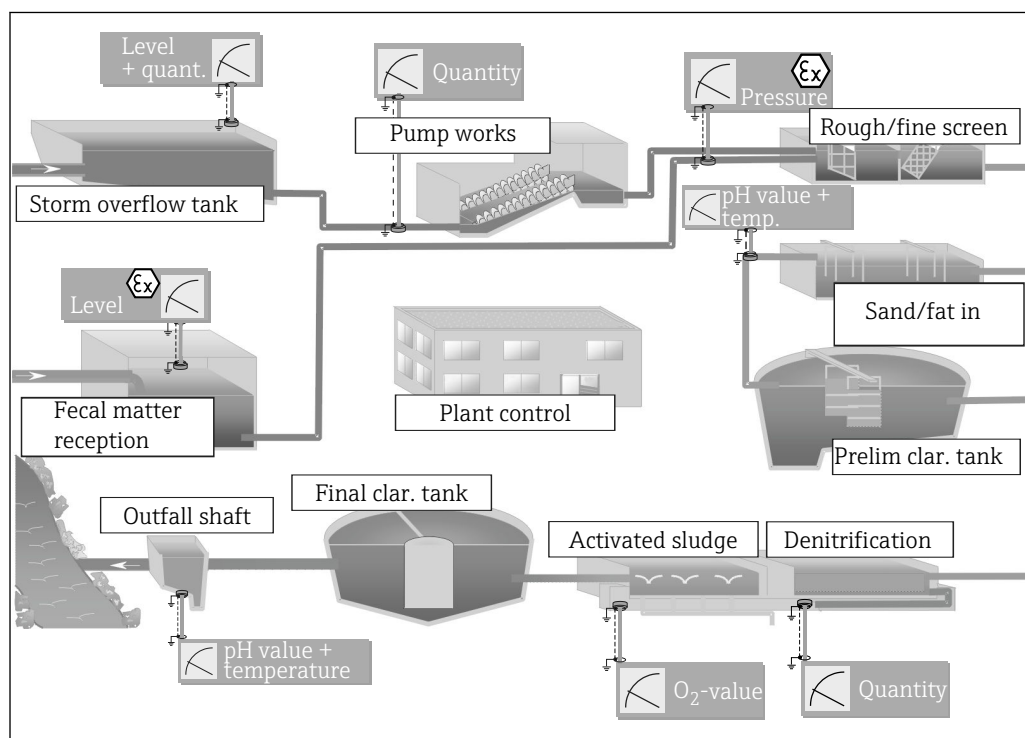 Level
+ quant.
Quantity
Ex
Pressure
Pump works
Rough/fine screen
Storm overflow tank
pH value +
temp.
Ex
Level
Sand/fat in
Fecal matter
reception
Plant control
Prelim clar. tank
Final clar. tank
Outfall shaft
Activated sludge
Denitrification
pH value +
temperature
O₂-value
Quantity